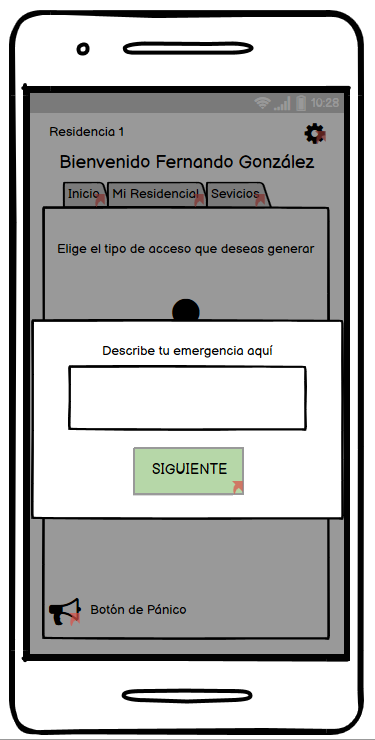 10:28
Residencia 1
Bienvenido Fernando González
Inicio Mi Residencial Sevicios
Elige el tipo de acceso que deseas generar
Describe tu emergencia aquí
SIGUIENTE
Botón de Pánico